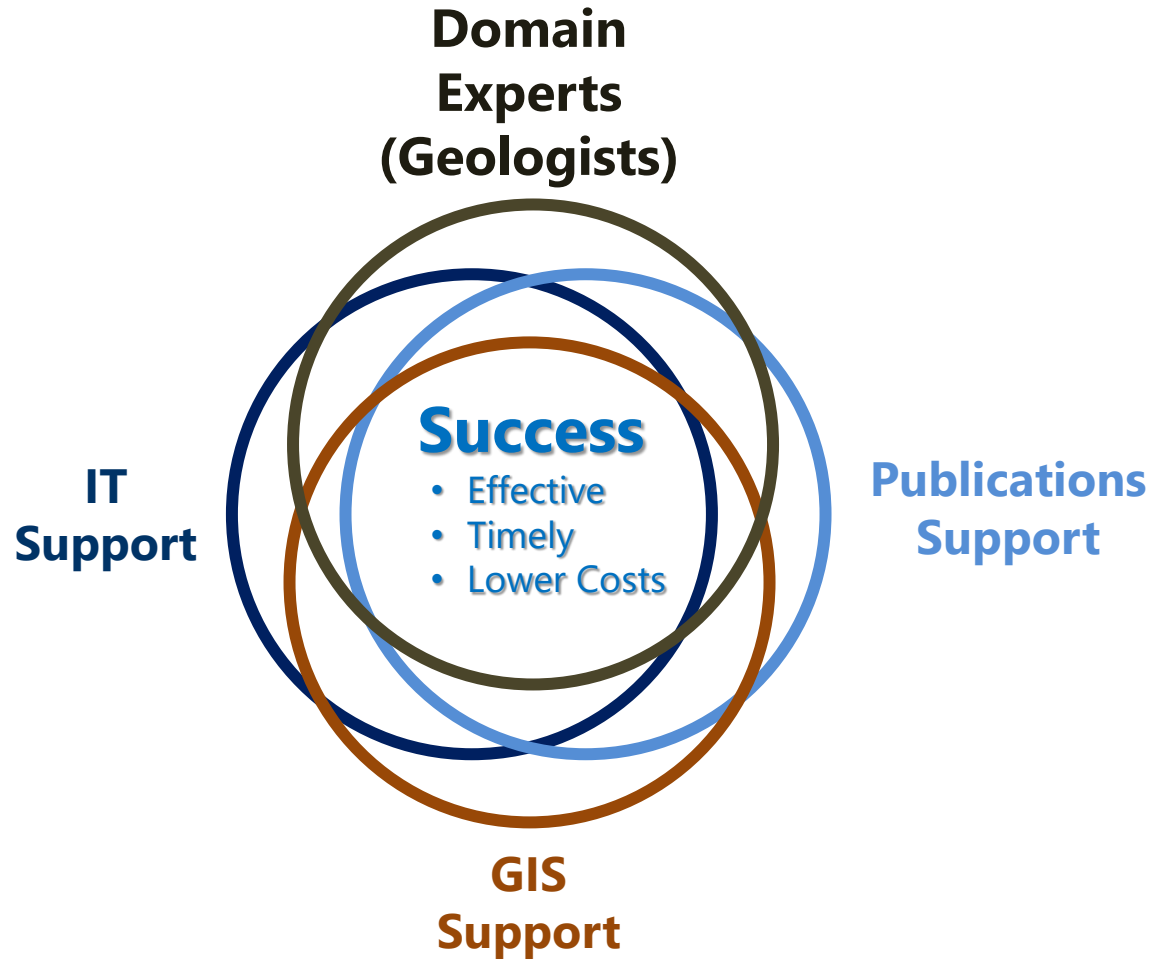 Domain
Experts
(Geologists)
Success
• Effective
• Timely
• Lower Costs
IT
Support
Publications
Support
GIS
Support